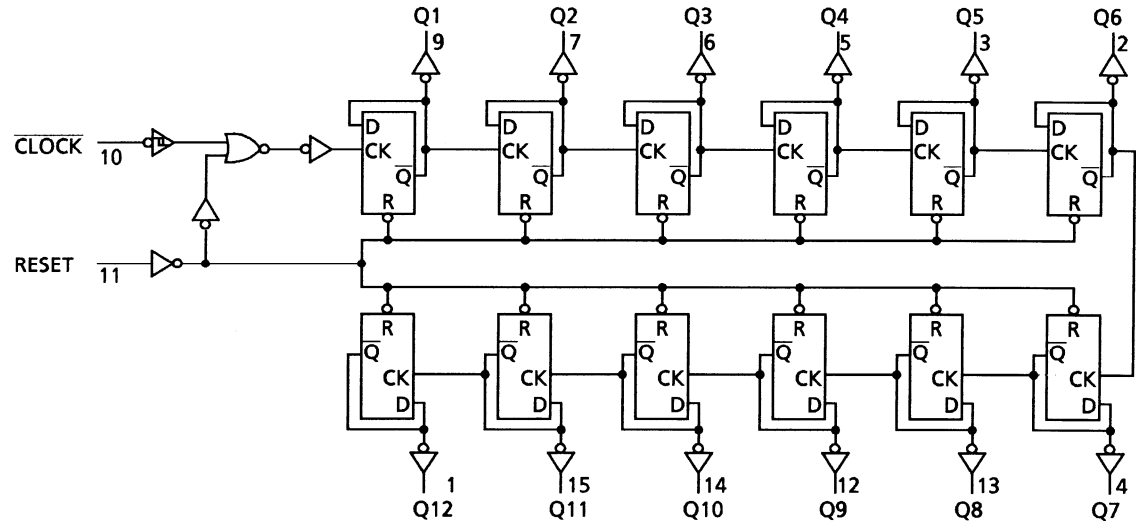 Q1 Q2 Q3 Q4 Q5 Q6
9 7 6 5 3 2
D D D D D D
C̅L̅O̅C̅K̅ CK CK CK CK CK CK
10
Q̅ Q̅ Q̅ Q̅ Q̅ Q̅
R R R R R R
RESET
11
R R R R R R
Q̅ Q̅ Q̅ Q̅ Q̅ Q̅
CK CK CK CK CK CK
D D D D D D
1 15 14 12 13 4
Q12 Q11 Q10 Q9 Q8 Q7